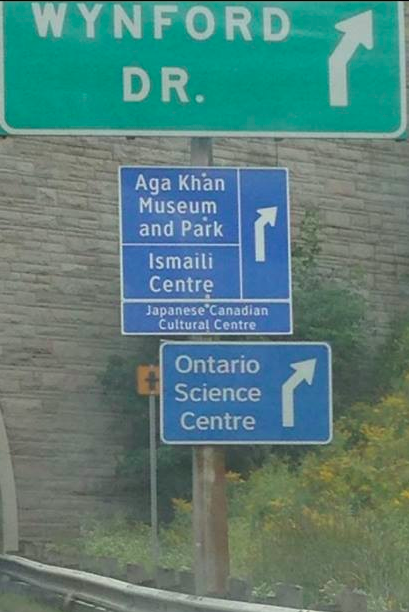 WYNFORD
DR.
Aga Khan
Museum
and Park
Ismaili
Centre
Japanese Canadian
Cultural Centre
Ontario
Science
Centre